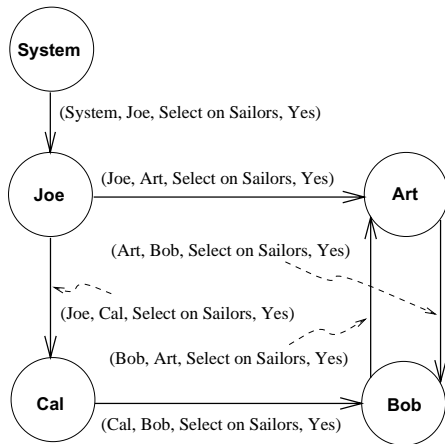 System
(System, Joe, Select on Sailors, Yes)
(Joe, Art, Select on Sailors, Yes)
Joe
Art
(Art, Bob, Select on Sailors, Yes)
(Joe, Cal, Select on Sailors, Yes)
(Bob, Art, Select on Sailors, Yes)
Cal
Bob
(Cal, Bob, Select on Sailors, Yes)